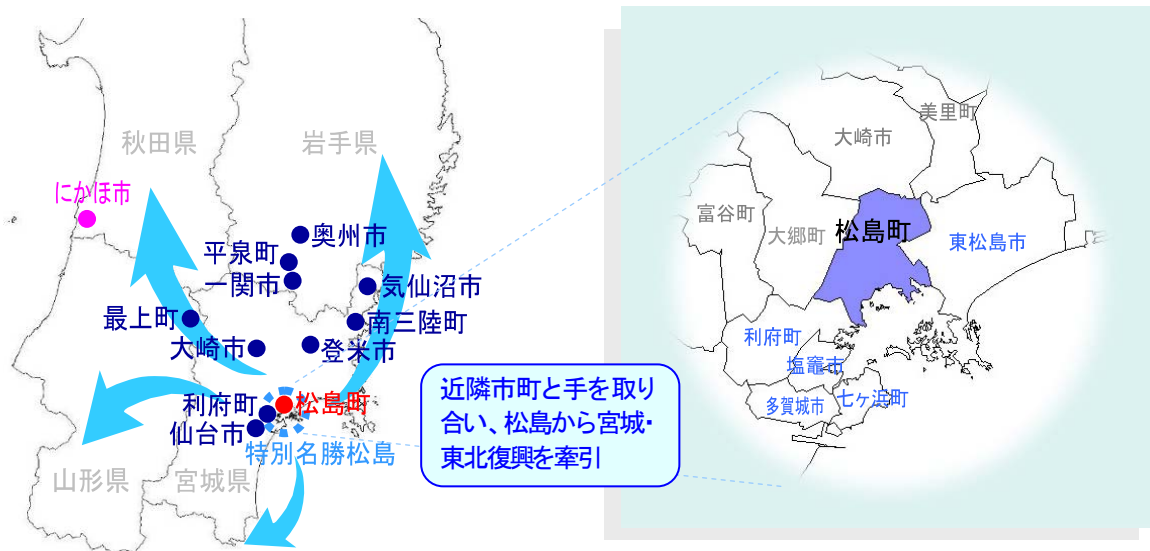 秋田県
岩手県
にかほ市
奥州市
平泉町
一関市
気仙沼市
最上町
南三陸町
大崎市
登米市
利府町
松島町
仙台市
特別名勝松島
山形県
宮城県
近隣市町と手を取り
合い、松島から宮城・
東北復興を牽引
美里町
大崎市
富谷町
大郷町
松島町
東松島市
利府町
塩竈市
多賀城市
七ヶ浜町